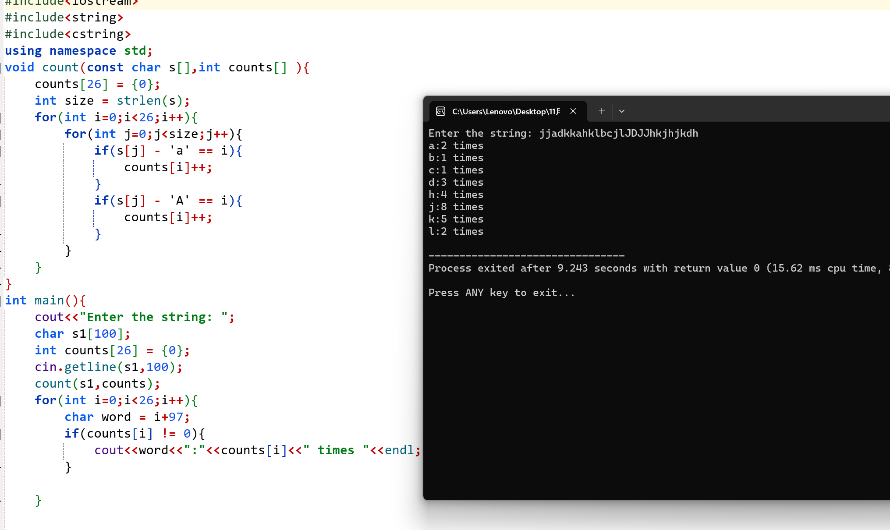 #include<iostream>
#include<string>
#include<cstring>
using namespace std;
void count(const char s[],int counts[] ){
counts[26] = {0};
int size = strlen(s);
for(int i=0;i<26;i++){
for(int j=0;j<size;j++){
if(s[j] - 'a' == i){
counts[i]++;
}
if(s[j] - 'A' == i){
counts[i]++;
}
}
}
}
int main(){
cout<<"Enter the string: ";
char s1[100];
int counts[26] = {0};
cin.getline(s1,100);
count(s1,counts);
for(int i=0;i<26;i++){
char word = i+97;
if(counts[i] != 0){
cout<<word<<":"<<counts[i]<<" times "<<endl;
}
}
C:\Users\Lenovo\Desktop\11月
Enter the string: jjadkkahklbcjlJDJJhkjhjkdh
a:2 times
b:1 times
c:1 times
d:3 times
h:4 times
j:8 times
k:5 times
l:2 times
--------------------------------
Process exited after 9.243 seconds with return value 0 (15.62 ms cpu time,
Press ANY key to exit...